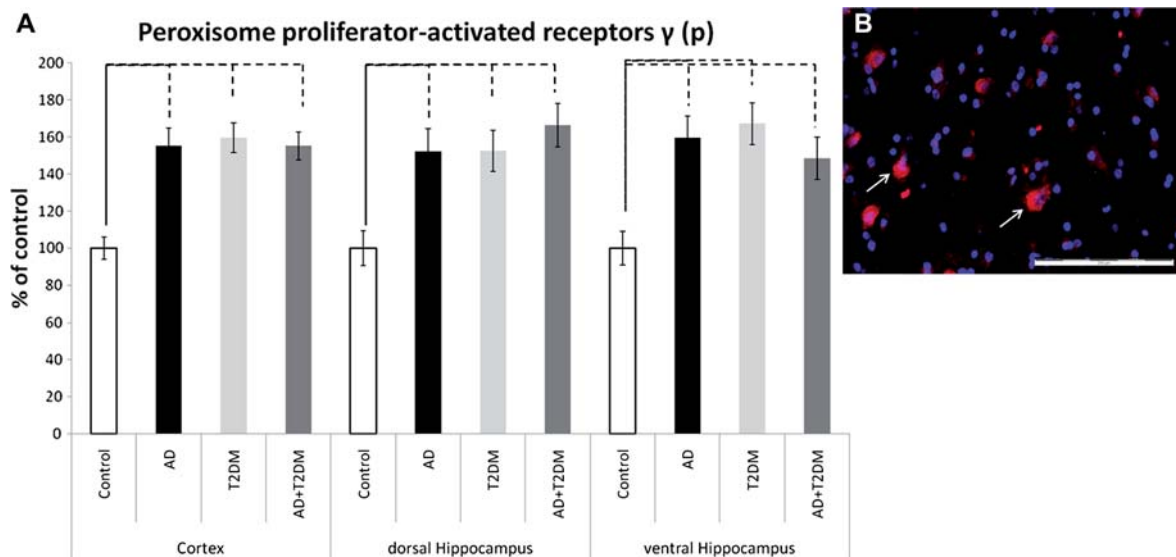 A
Peroxisome proliferator-activated receptors γ (p)
B
% of control
200
180
160
140
120
100
80
60
40
20
0
Control
AD
T2DM
AD+T2DM
Control
AD
T2DM
AD+T2DM
Control
AD
T2DM
AD+T2DM
Cortex
dorsal Hippocampus
ventral Hippocampus